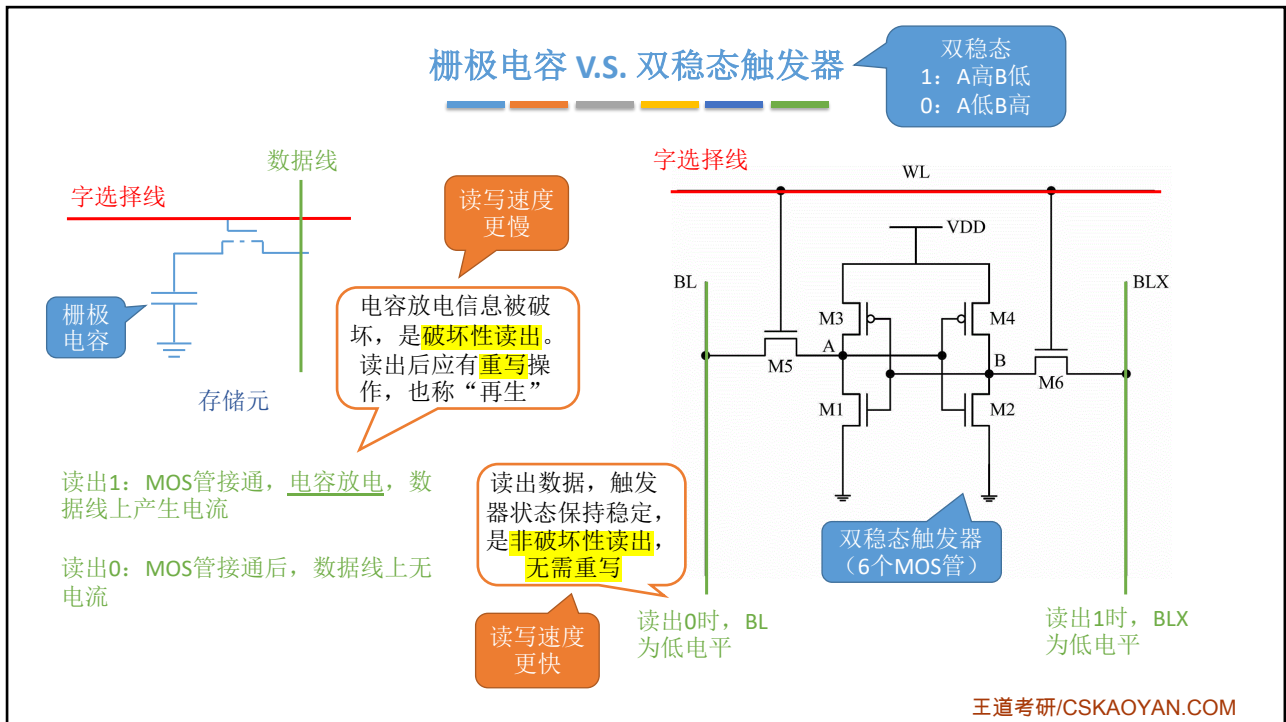 栅极电容 V.S. 双稳态触发器
双稳态
1：A高B低
0：A低B高
数据线
字选择线
栅极
电容
存储元
读写速度
更慢
电容放电信息被破
坏，是破坏性读出。
读出后应有重写操
作，也称“再生”
读出1：MOS管接通，电容放电，数
据线上产生电流
读出0：MOS管接通后，数据线上无
电流
字选择线
WL
VDD
BL
BLX
M3
M4
A
B
M5
M6
M1
M2
读出数据，触发
器状态保持稳定，
是非破坏性读出，
无需重写
读写速度
更快
双稳态触发器
（6个MOS管）
读出0时，BL
为低电平
读出1时，BLX
为低电平
王道考研/CSKAOYAN.COM